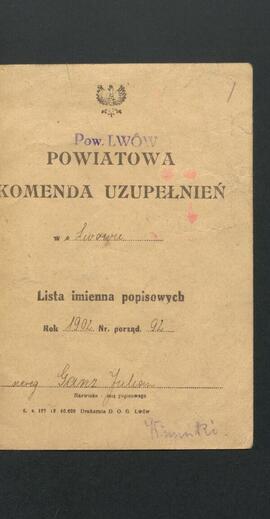 1
Pow. LWÓW
POWIATOWA
KOMENDA UZUPEŁNIEŃ
w e Lwowie
Lista imienna popisowych
Rok 1902 Nr. porząd. 92
Ganz Julian
Nazwisko i imię popisowego
Drukarnia D. O. G. Lwów